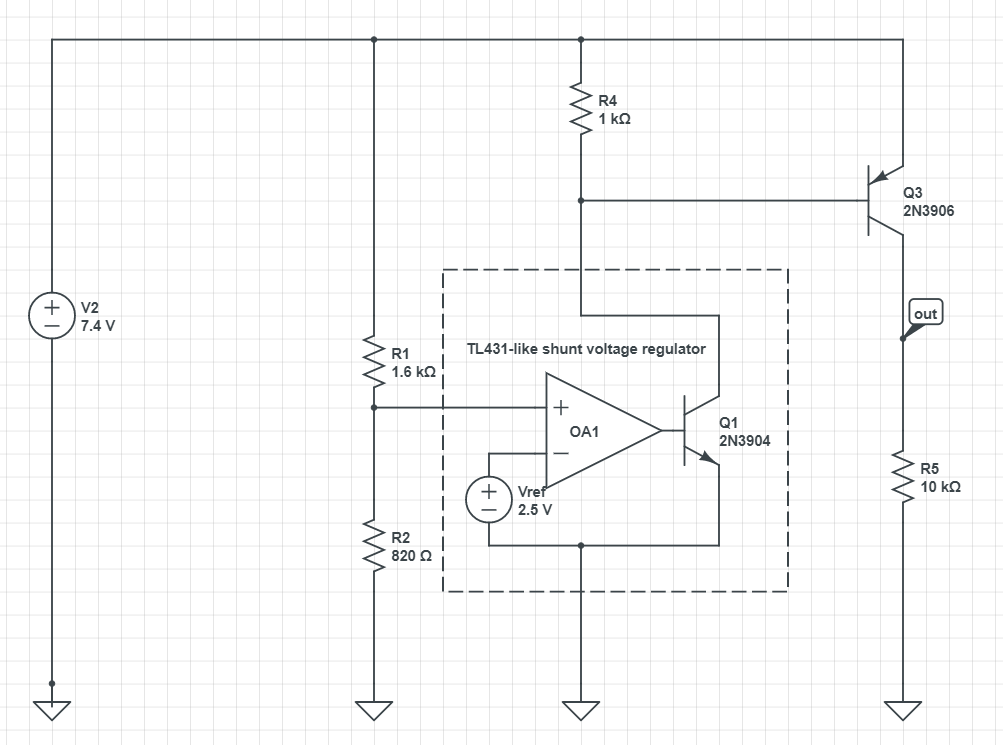 R4
1 kΩ
Q3
2N3906
V2
7.4 V
out
TL431-like shunt voltage regulator
R1
1.6 kΩ
OA1
Q1
2N3904
Vref
2.5 V
R5
10 kΩ
R2
820 Ω